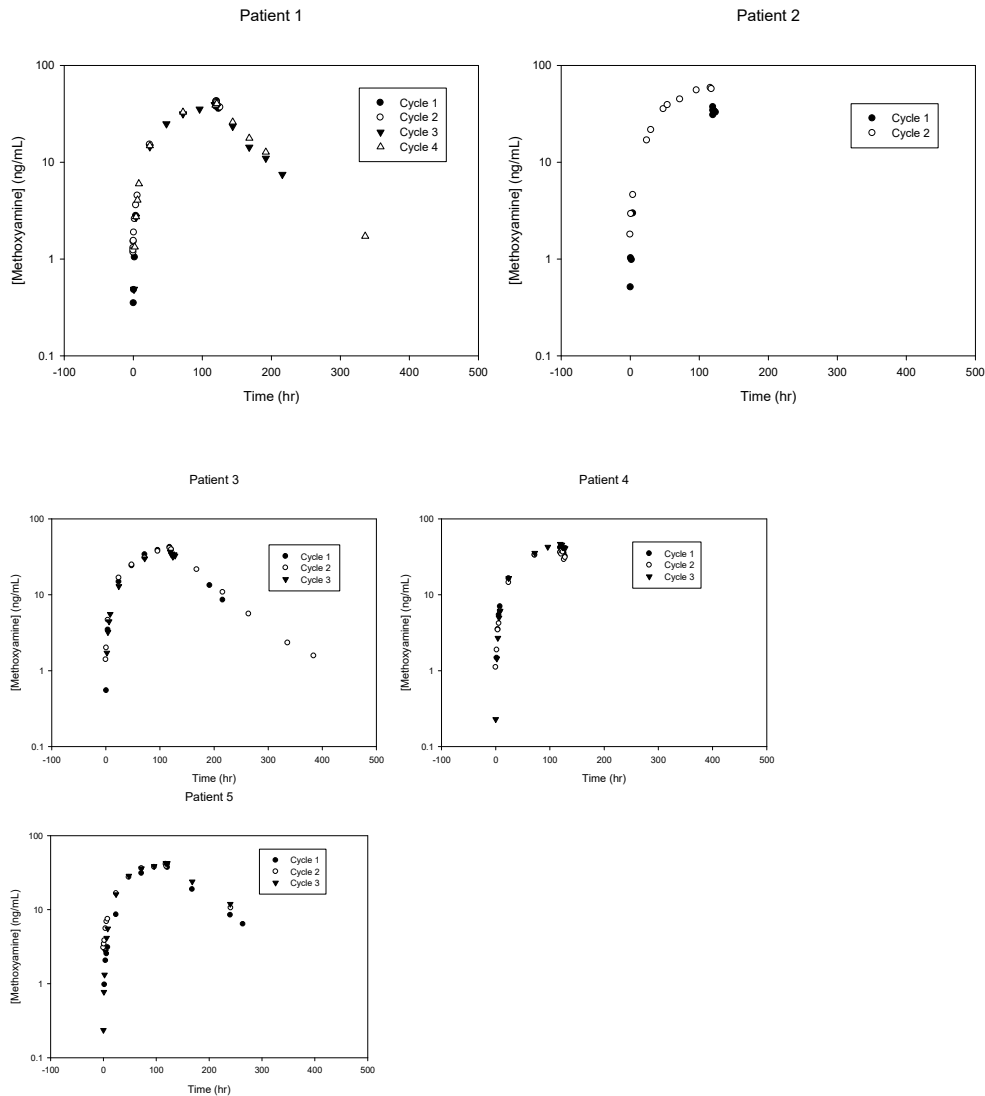 Patient 1
100
10
1
0.1
[Methoxyamine] (ng/mL)
Cycle 1
Cycle 2
Cycle 3
Cycle 4
-100 0 100 200 300 400 500
Time (hr)
Patient 2
100
10
1
0.1
[Methoxyamine] (ng/mL)
Cycle 1
Cycle 2
-100 0 100 200 300 400 500
Time (hr)
Patient 3
100
10
1
0.1
[Methoxyamine] (ng/mL)
Cycle 1
Cycle 2
Cycle 3
-100 0 100 200 300 400 500
Time (hr)
Patient 4
100
10
1
0.1
[Methoxyamine] (ng/mL)
Cycle 1
Cycle 2
Cycle 3
-100 0 100 200 300 400 500
Time (hr)
Patient 5
100
10
1
0.1
[Methoxyamine] (ng/mL)
Cycle 1
Cycle 2
Cycle 3
-100 0 100 200 300 400 500
Time (hr)